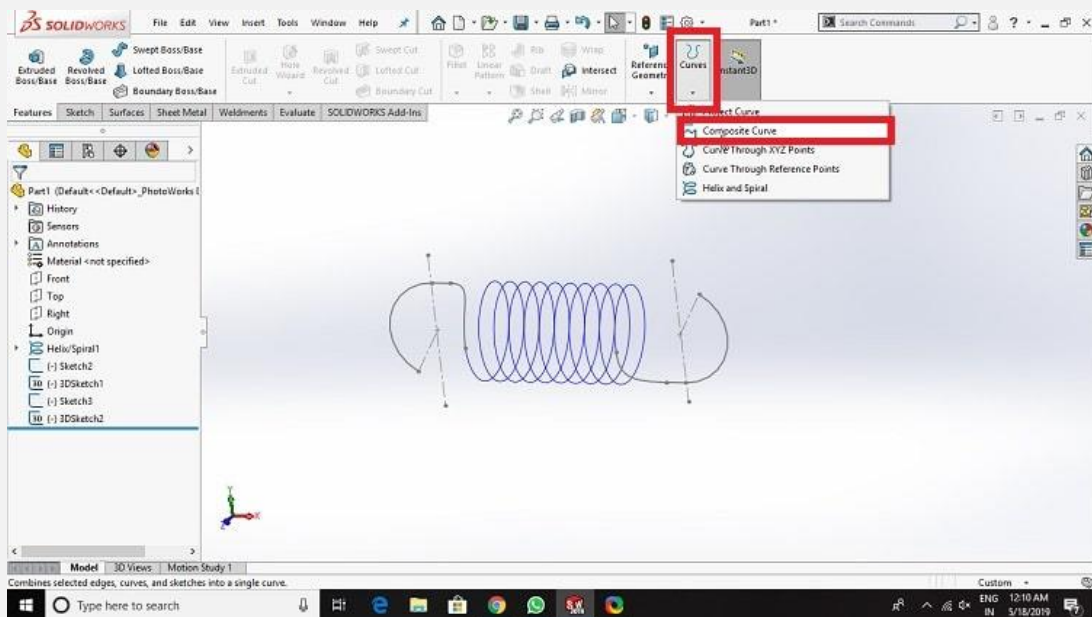 SOLIDWORKS File Edit View Insert Tools Window Help Part1 * Search Commands ?
Extruded Boss/Base
Revolved Boss/Base
Swept Boss/Base
Lofted Boss/Base
Boundary Boss/Base
Extruded Cut
Hole Wizard
Revolved Cut
Swept Cut
Lofted Cut
Boundary Cut
Fillet
Linear Pattern
Rib
Draft
Shell
Wrap
Intersect
Mirror
Curves
Features Sketch Surfaces Sheet Metal Weldments Evaluate SOLIDWORKS Add-Ins
Composite Curve
Curve Through XYZ Points
Curve Through Reference Points
Helix and Spiral
Part1 (Default<<Default>_PhotoWorks
History
Sensors
Annotations
Material <not specified>
Front
Top
Right
Origin
Helix/Spiral1
(-) Sketch2
3D (-) 3DSketch1
(-) Sketch3
3D (-) 3DSketch2
Y
X
Z
Model 3D Views Motion Study 1
Combines selected edges, curves, and sketches into a single curve. Custom
Type here to search ENG 12:10 AM
IN 5/18/2019